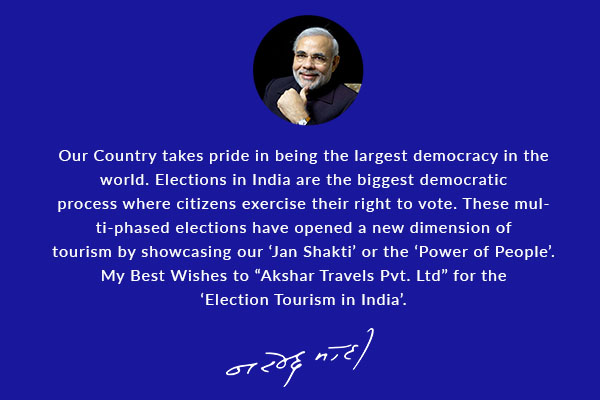 Our Country takes pride in being the largest democracy in the
world. Elections in India are the biggest democratic
process where citizens exercise their right to vote. These mul-
ti-phased elections have opened a new dimension of
tourism by showcasing our ‘Jan Shakti’ or the ‘Power of People’.
My Best Wishes to “Akshar Travels Pvt. Ltd” for the
‘Election Tourism in India’.
नरेन्द्र मोदी